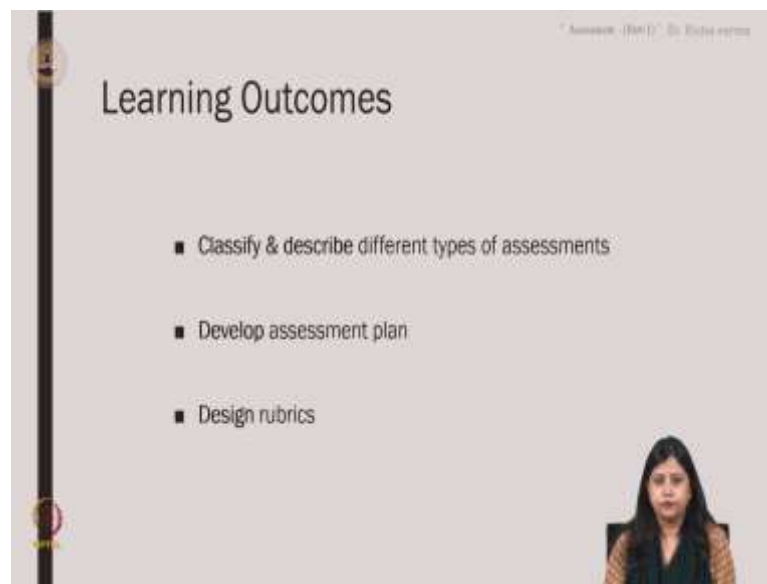 Learning Outcomes
■ Classify & describe different types of assessments
■ Develop assessment plan
■ Design rubrics